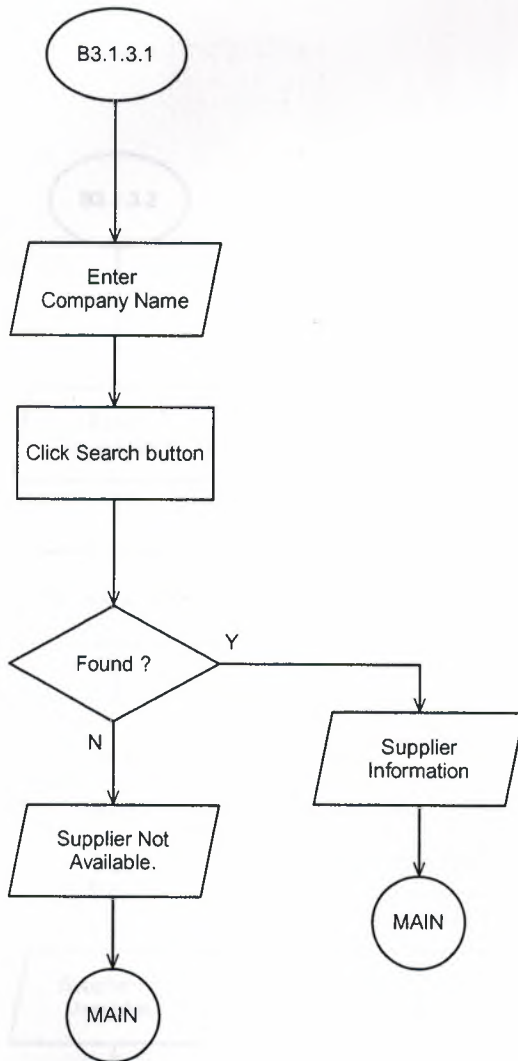 B3.1.3.1
Enter
Company Name
Click Search button
Found ?
Y
N
Supplier
Information
Supplier Not
Available.
MAIN
MAIN